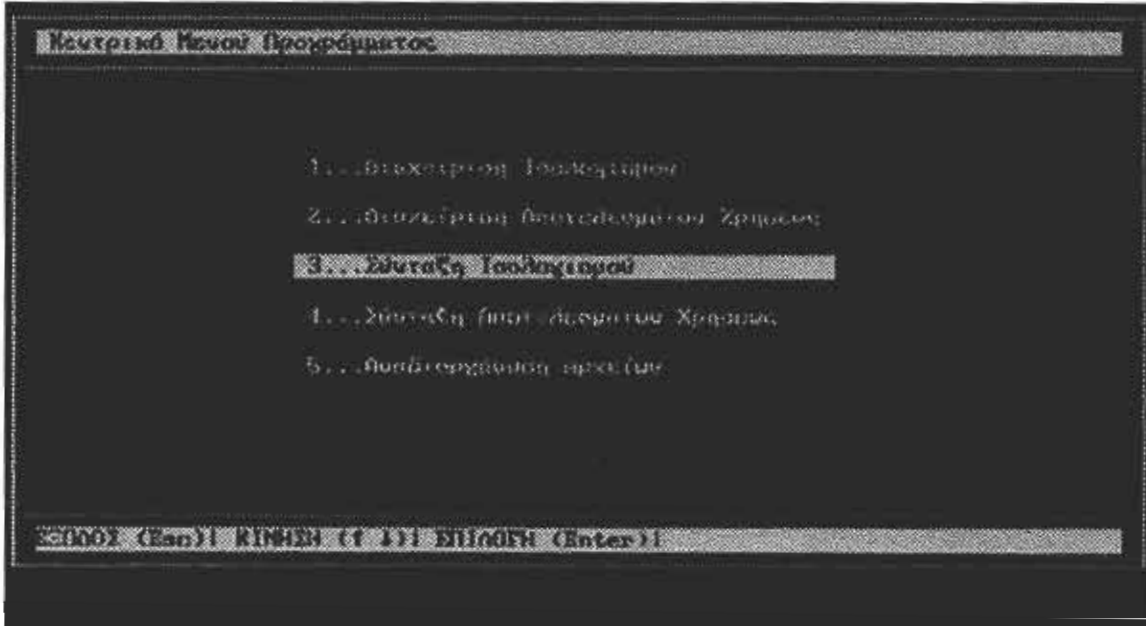 Κεντρικό Μενού Προγράμματος
1...Διαχείριση Ισολογισμού
2...Διαχείριση Αποτελεσμάτων Χρήσεως
3...Σύνταξη Ισολογισμού
4...Σύνταξη Αποτελεσμάτων Χρήσεως
5...Αναδιοργάνωση αρχείων
ΕΞΟΔΟΣ (Esc)| ΚΙΝΗΣΗ (↑ ↓)| ΕΠΙΛΟΓΗ (Enter)|